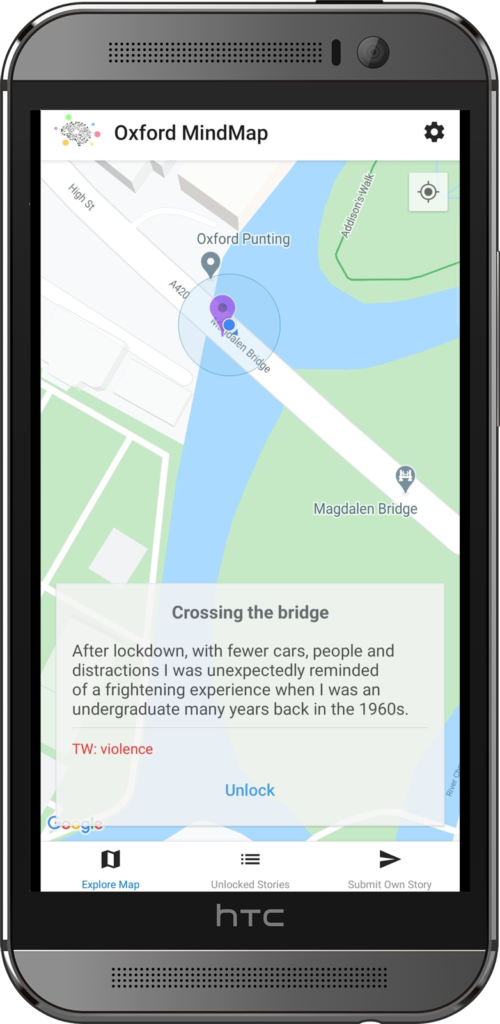 Oxford MindMap
High St
Addison's Walk
Oxford Punting
A420
Magdalen Bridge
Magdalen Bridge
Crossing the bridge
After lockdown, with fewer cars, people and
distractions I was unexpectedly reminded
of a frightening experience when I was an
undergraduate many years back in the 1960s.
TW: violence
Unlock
River Ch
Google
Explore Map
Unlocked Stories
Submit Own Story
hTC